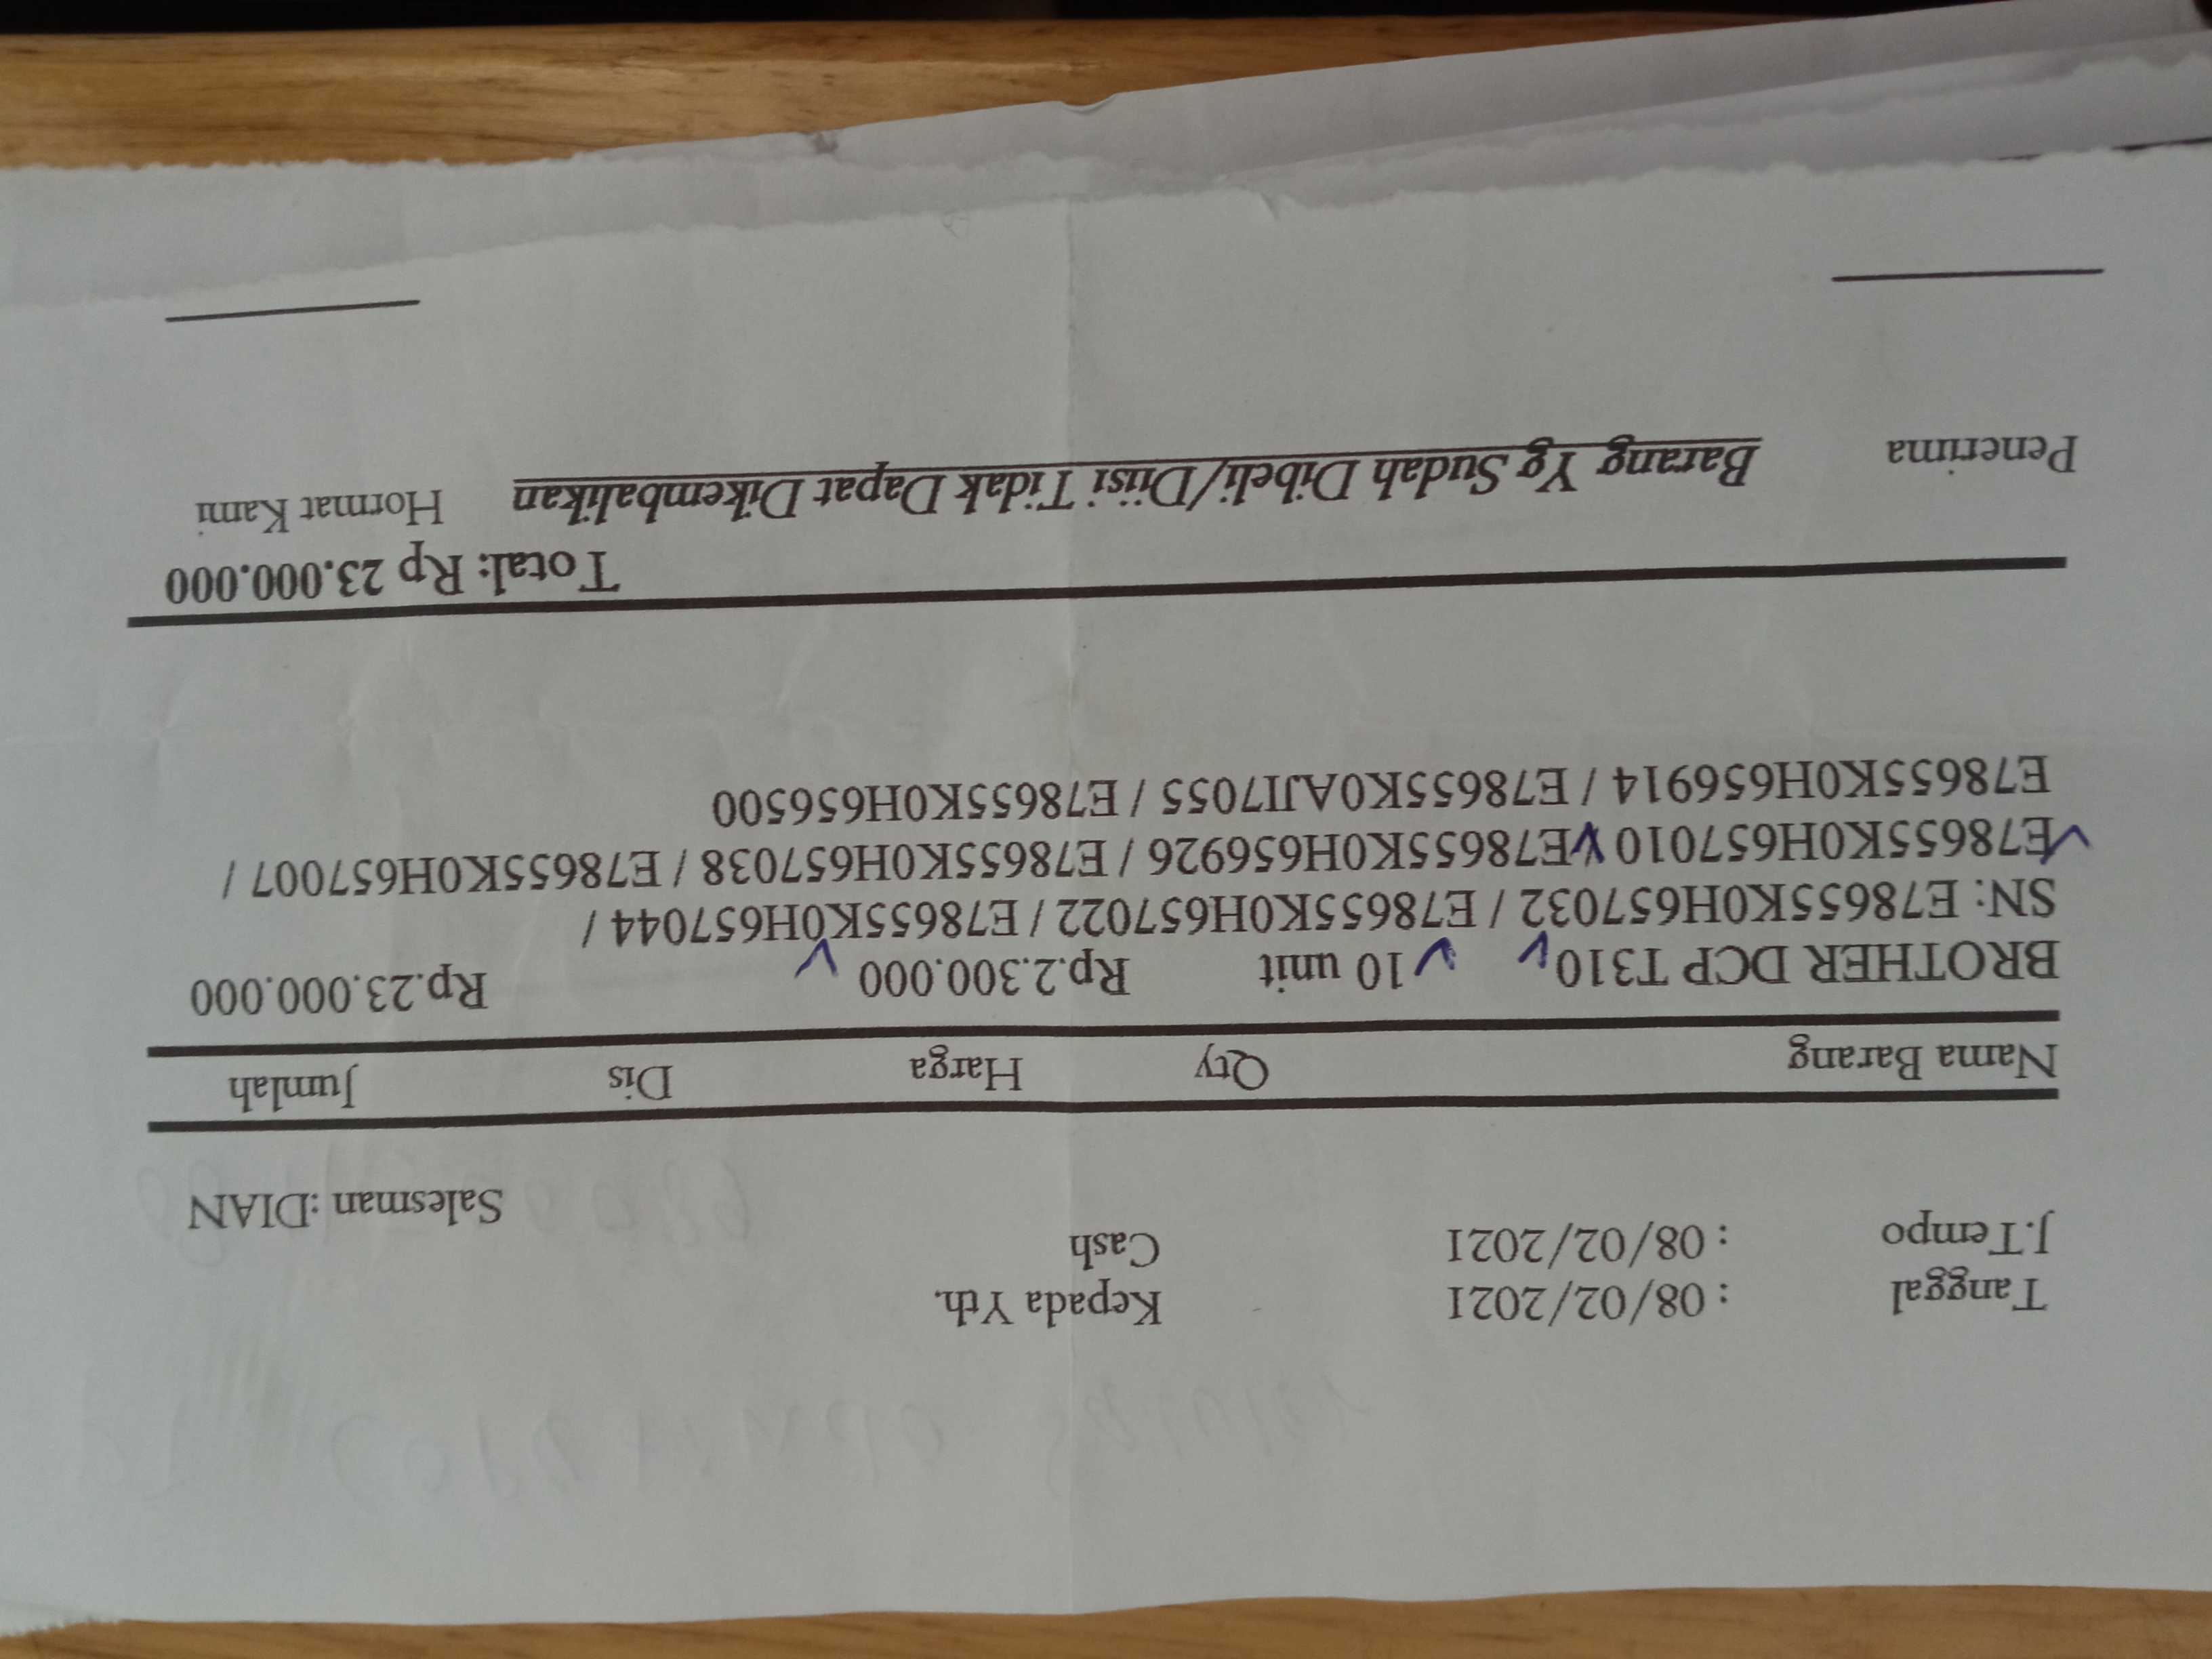 Tanggal : 08/02/2021 Kepada Yth.
J.Tempo : 08/02/2021 Cash Salesman :DIAN
Nama Barang Qty Harga Dis Jumlah
BROTHER DCP T310 10 unit Rp.2.300.000 Rp.23.000.000
SN: E78655K0H657032 / E78655K0H657022 / E78655K0H657044 /
E78655K0H657010 / E78655K0H656926 / E78655K0H657038 / E78655K0H657007 /
E78655K0H656914 / E78655K0AJI7055 / E78655K0H656500
Total: Rp 23.000.000
Penerima Barang Yg Sudah Dibeli/Diisi Tidak Dapat Dikembalikan Hormat Kami